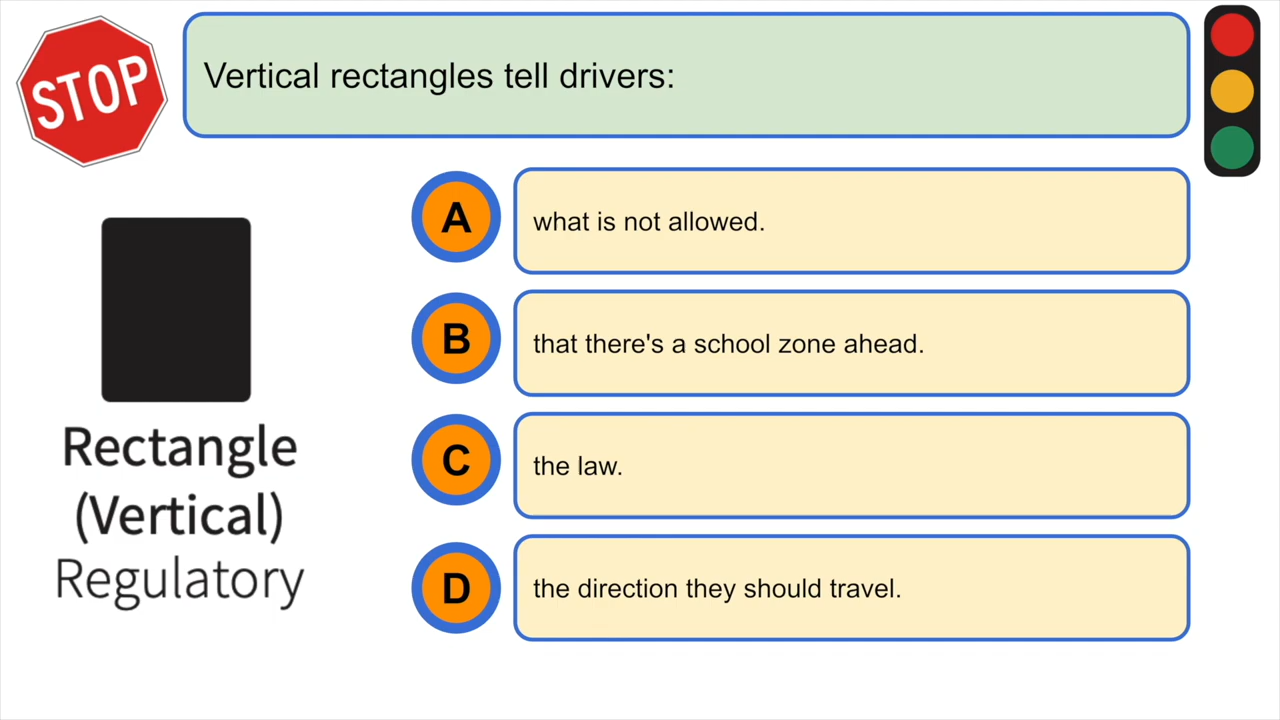 STOP
Vertical rectangles tell drivers:
A
what is not allowed.
B
that there's a school zone ahead.
C
the law.
D
the direction they should travel.
Rectangle
(Vertical)
Regulatory